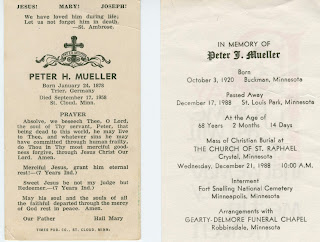 JESUS! MARY! JOSEPH!
We have loved him during life;
Let us not forget him in death.
—St. Ambrose.
PETER H. MUELLER
Born January 24, 1878
Trier, Germany
Died September 17, 1958
St. Cloud, Minn.
PRAYER
Absolve, we beseech Thee, O Lord,
the soul of Thy servant, Peter, that
being dead to this world, he may live
to Thee, and whatever sins he may
have committed through human frailty,
do Thou in Thy most merciful good-
ness forgive, through Jesus Christ our
Lord. Amen.
Merciful Jesus, grant him eternal
rest!—(7 Years Ind.)
Sweet Jesus be not my judge but
Redeemer.—(7 Years Ind.)
May his soul and the souls of all
the faithful departed through the mercy
of God rest in peace. Amen.
Our Father Hail Mary
TIMES PUB. CO., ST. CLOUD, MINN.
IN MEMORY OF
Peter J. Mueller
Born
October 3, 1920 Buckman, Minnesota
Passed Away
December 17, 1988 St. Louis Park, Minnesota
At the Age of
68 Years 2 Months 14 Days
Mass of Christian Burial at
THE CHURCH OF ST. RAPHAEL
Crystal, Minnesota
Wednesday, December 21, 1988 10:00 A.M.
Interment
Fort Snelling National Cemetery
Minneapolis, Minnesota
Arrangements with
GEARTY-DELMORE FUNERAL CHAPEL
Robbinsdale, Minnesota